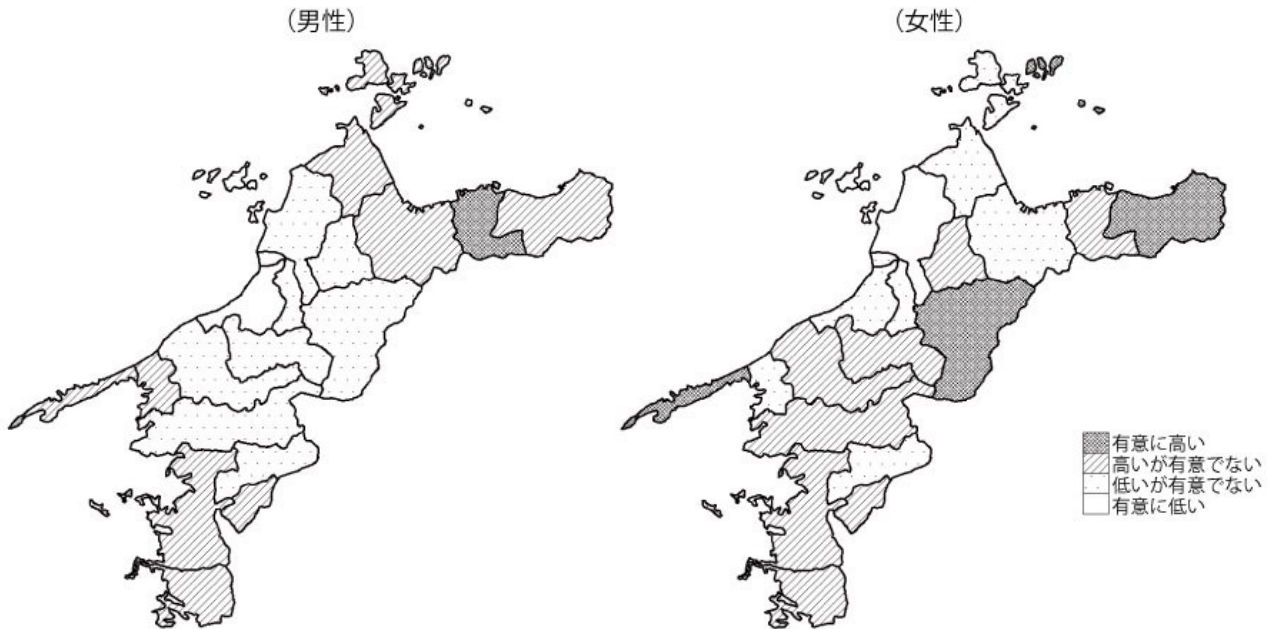 （男性）
（女性）
有意に高い
高いが有意でない
低いが有意でない
有意に低い